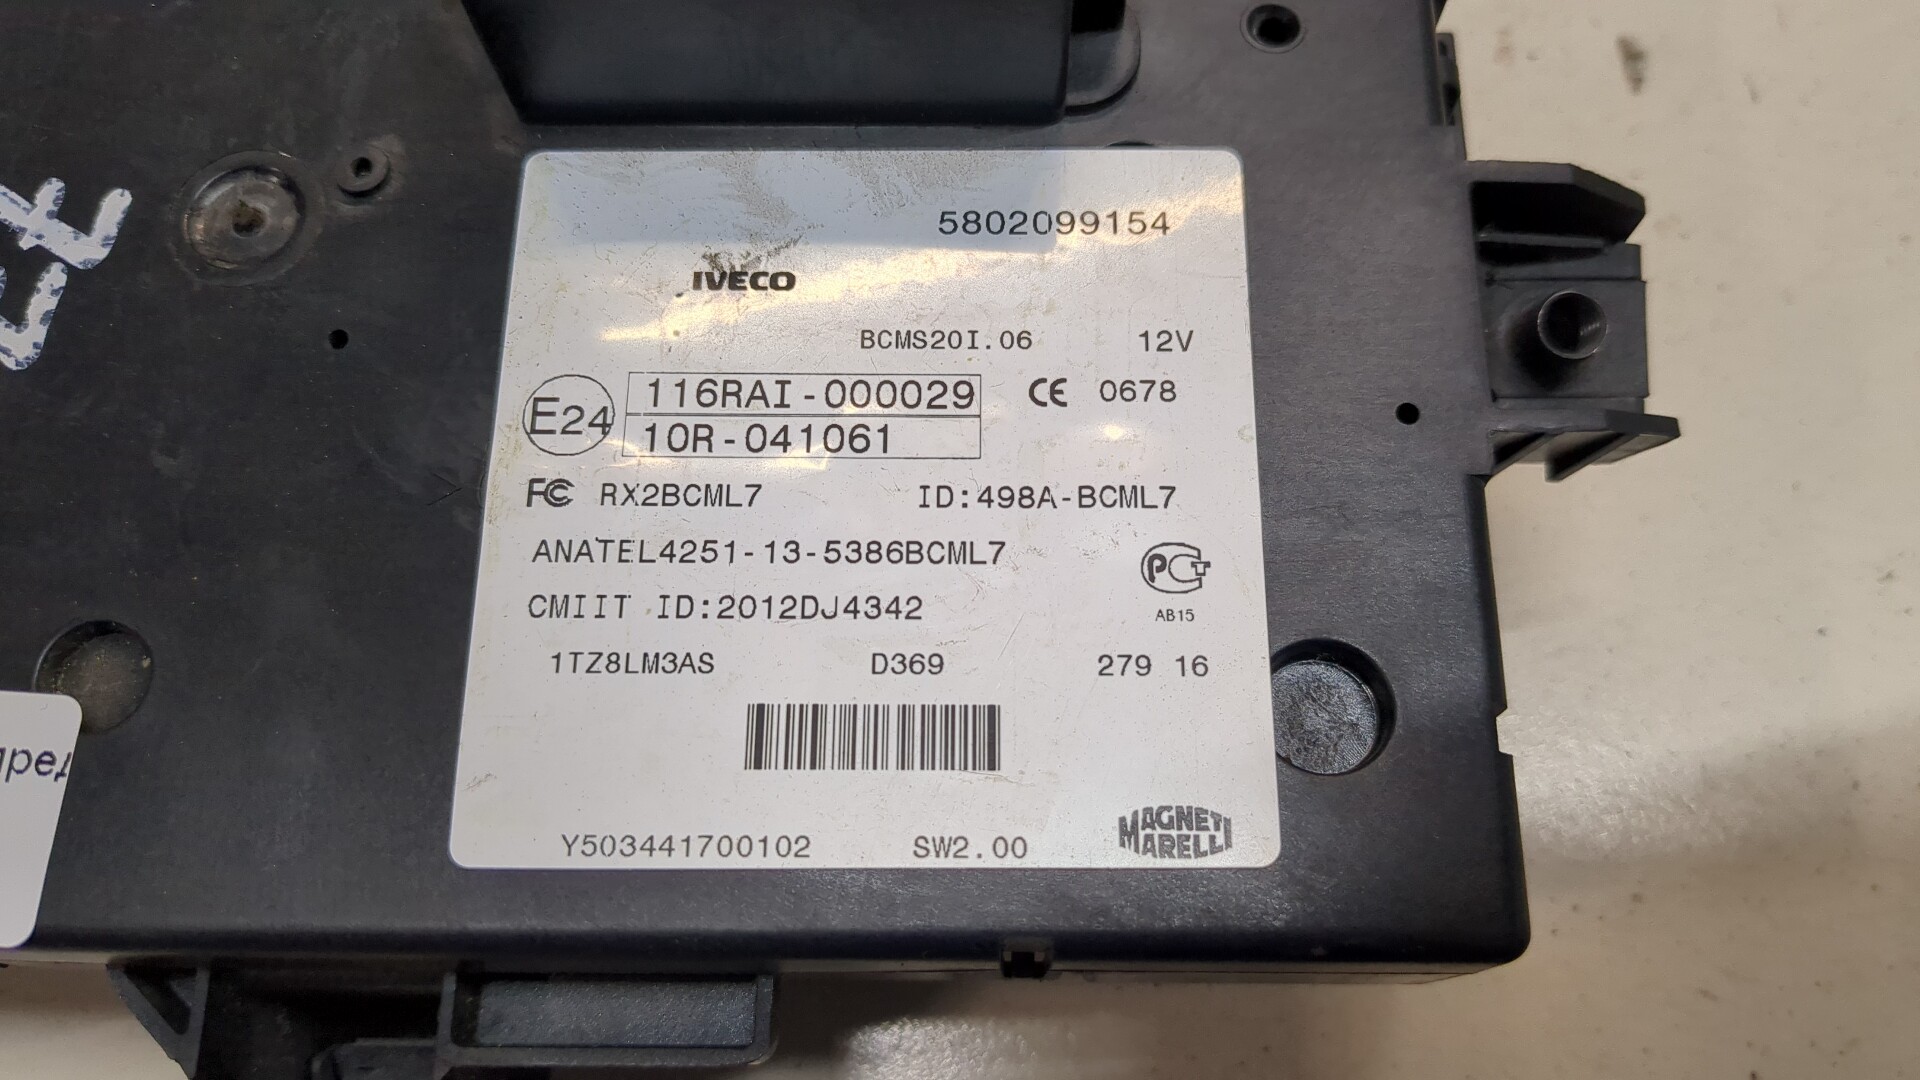 5802099154
IVECO
BCMS20I.06 12V
E24 116RAI-000029 CE 0678
10R-041061
FC RX2BCML7 ID:498A-BCML7
ANATEL4251-13-5386BCML7
CMIIT ID:2012DJ4342
РСТ
AB15
1TZ8LM3AS D369 279 16
Y503441700102 SW2.00
MAGNETI MARELLI